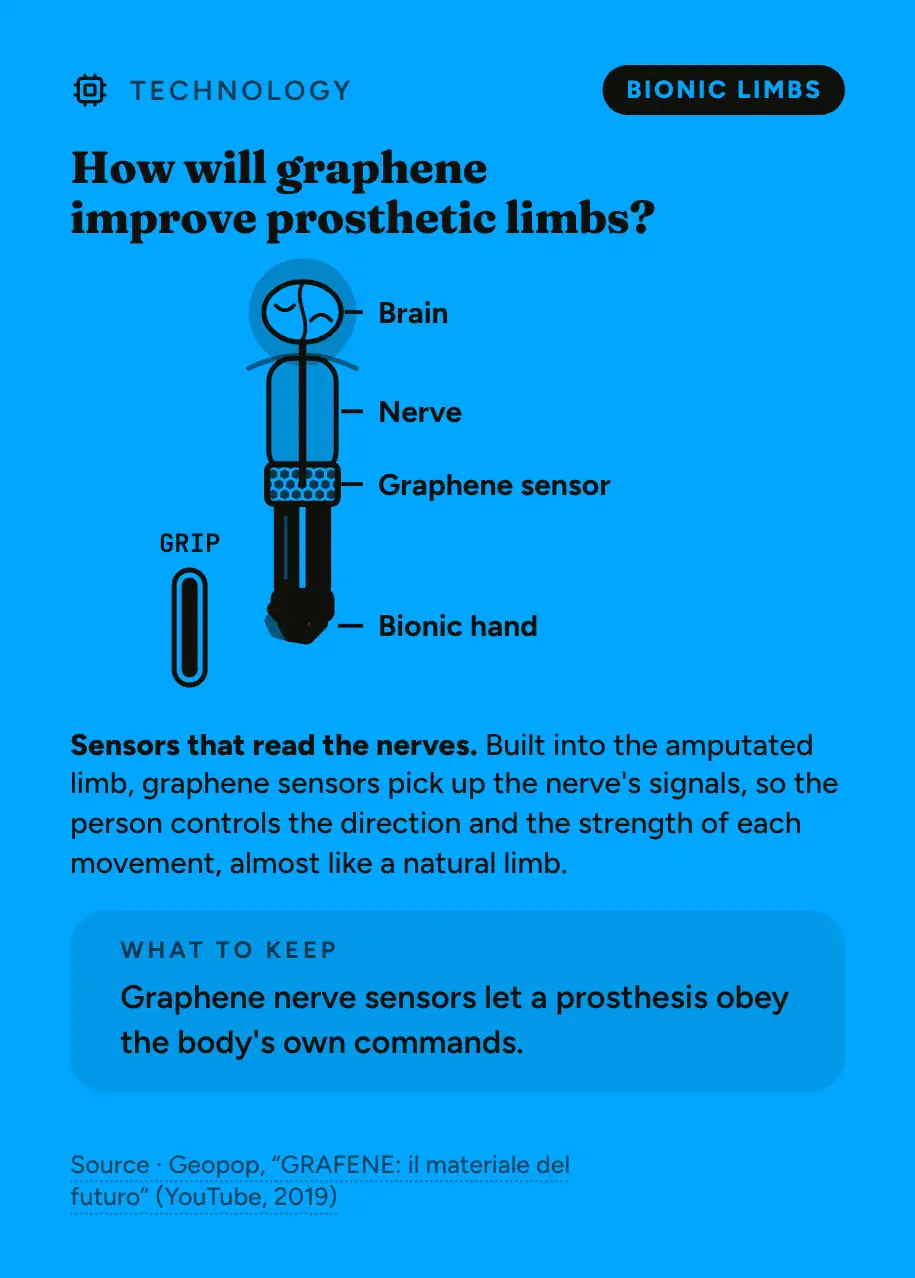 TECHNOLOGY
BIONIC LIMBS
How will graphene
improve prosthetic limbs?
Brain
Nerve
Graphene sensor
GRIP
Bionic hand
Sensors that read the nerves. Built into the amputated
limb, graphene sensors pick up the nerve's signals, so the
person controls the direction and the strength of each
movement, almost like a natural limb.
WHAT TO KEEP
Graphene nerve sensors let a prosthesis obey
the body's own commands.
Source · Geopop, “GRAFENE: il materiale del
futuro” (YouTube, 2019)